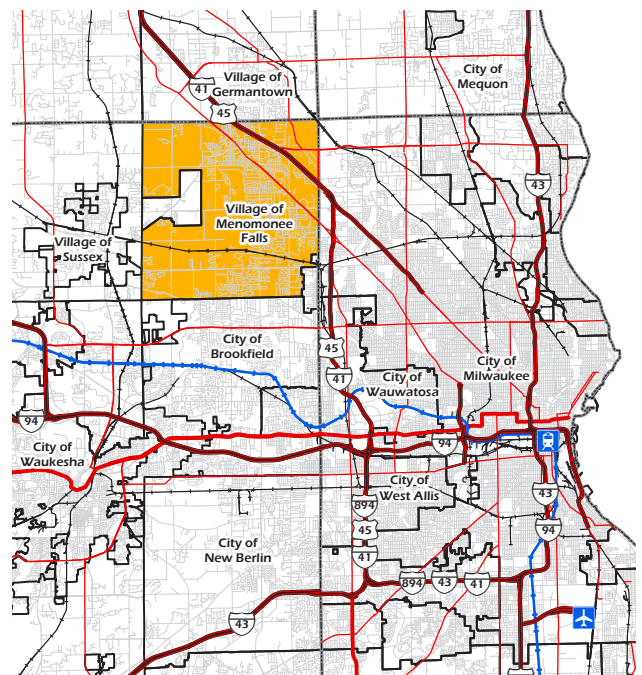 Village of
Germantown
City of
Mequon
41
45
43
Village of
Menomonee
Falls
Village of
Sussex
City of
Brookfield
45
41
City of
Wauwatosa
City of
Milwaukee
94
City of
Waukesha
94
City of
West Allis
43
894
45
41
94
City of
New Berlin
894
43
41
43